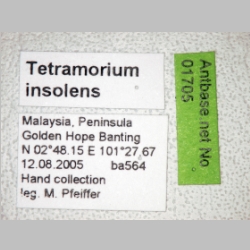 Tetramorium
insolens
Malaysia, Peninsula
Golden Hope Banting
N 02°48.15 E 101°27,67
12.08.2005 ba564
Hand collection
leg. M. Pfeiffer
Antbase.net No
01705